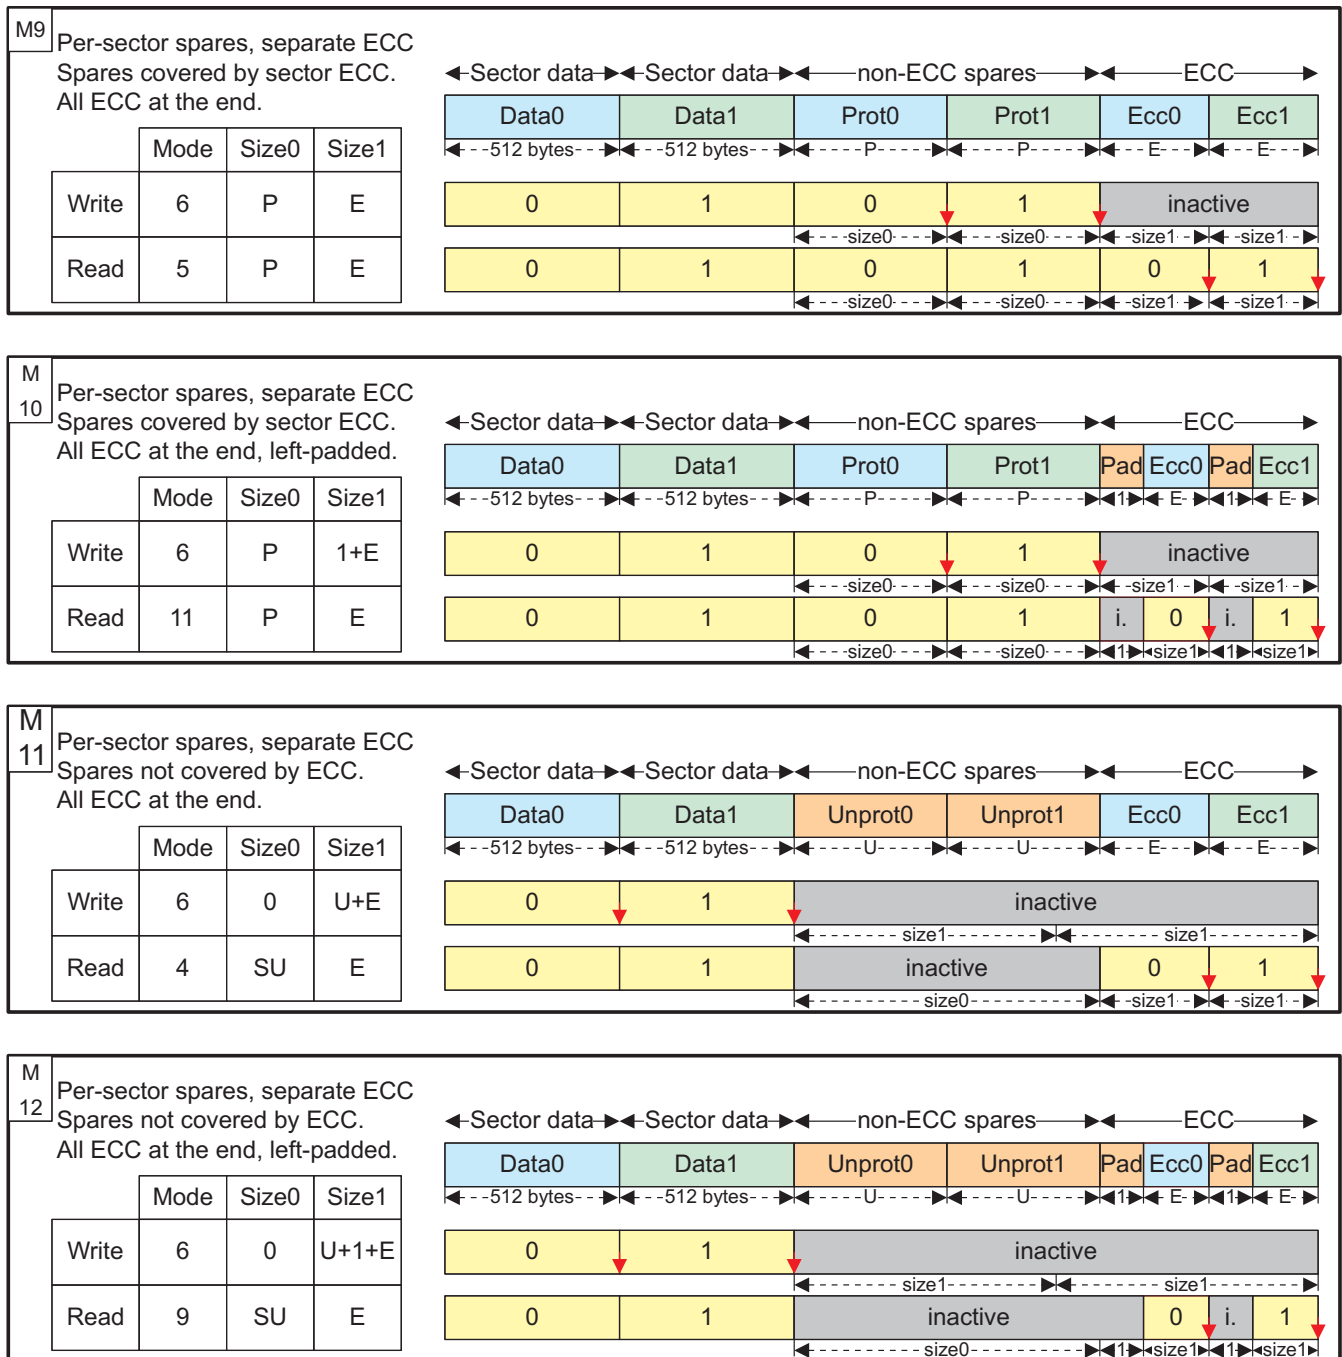 M9
Per-sector spares, separate ECC
Spares covered by sector ECC.
All ECC at the end.
Mode Size0 Size1
Write 6 P E
Read 5 P E
Sector data Sector data non-ECC spares ECC
Data0 Data1 Prot0 Prot1 Ecc0 Ecc1
512 bytes 512 bytes P P E E
0 1 0 1 inactive
size0 size0 size1 size1
0 1 0 1 0 1
size0 size0 size1 size1
M
10
Per-sector spares, separate ECC
Spares covered by sector ECC.
All ECC at the end, left-padded.
Mode Size0 Size1
Write 6 P 1+E
Read 11 P E
Sector data Sector data non-ECC spares ECC
Data0 Data1 Prot0 Prot1 Pad Ecc0 Pad Ecc1
512 bytes 512 bytes P P 1 E 1 E
0 1 0 1 inactive
size0 size0 size1 size1
0 1 0 1 i. 0 i. 1
size0 size0 1 size1 1 size1
M
11
Per-sector spares, separate ECC
Spares not covered by ECC.
All ECC at the end.
Mode Size0 Size1
Write 6 0 U+E
Read 4 SU E
Sector data Sector data non-ECC spares ECC
Data0 Data1 Unprot0 Unprot1 Ecc0 Ecc1
512 bytes 512 bytes U U E E
0 1 inactive
size1 size1
0 1 inactive 0 1
size0 size1 size1
M
12
Per-sector spares, separate ECC
Spares not covered by ECC.
All ECC at the end, left-padded.
Mode Size0 Size1
Write 6 0 U+1+E
Read 9 SU E
Sector data Sector data non-ECC spares ECC
Data0 Data1 Unprot0 Unprot1 Pad Ecc0 Pad Ecc1
512 bytes 512 bytes U U 1 E 1 E
0 1 inactive
size1 size1
0 1 inactive 0 i. 1
size0 1 size1 1 size1